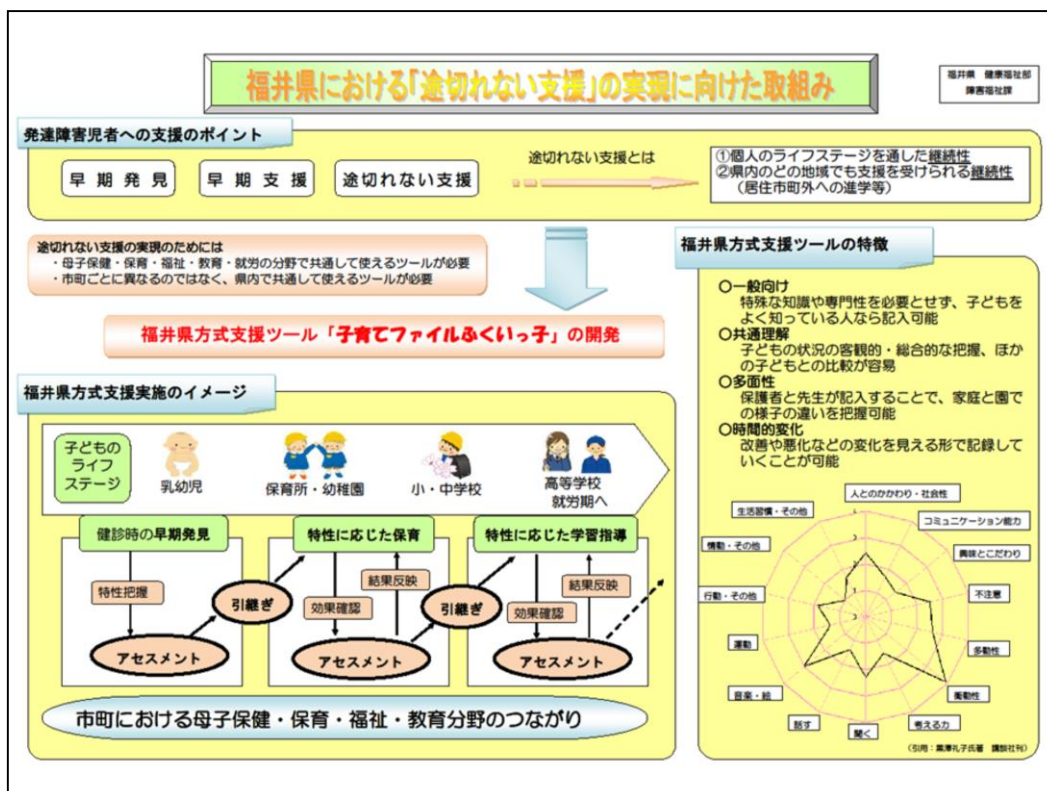 福井県における「途切れない支援」の実現に向けた取組み
福井県　健康福祉部
障害福祉課
発達障害児者への支援のポイント
早期発見
早期支援
途切れない支援
途切れない支援とは
①個人のライフステージを通した継続性
②県内のどの地域でも支援を受けられる継続性
（居住市町外への進学等）
途切れない支援の実現のためには
・母子保健・保育・福祉・教育・就労の分野で共通して使えるツールが必要
・市町ごとに異なるのではなく、県内で共通して使えるツールが必要
福井県方式支援ツール「子育てファイルふくいっ子」の開発
福井県方式支援実施のイメージ
子どもの
ライフ
ステージ
乳幼児
保育所・幼稚園
小・中学校
高等学校
就労期へ
健診時の早期発見
特性に応じた保育
特性に応じた学習指導
特性把握
引継ぎ
効果確認
結果反映
引継ぎ
効果確認
結果反映
アセスメント
アセスメント
アセスメント
市町における母子保健・保育・福祉・教育分野のつながり
福井県方式支援ツールの特徴
○一般向け
特殊な知識や専門性を必要とせず、子どもを
よく知っている人なら記入可能
○共通理解
子どもの状況の客観的・総合的な把握、ほか
の子どもとの比較が容易
○多面性
保護者と先生が記入することで、家庭と園で
の様子の違いを把握可能
○時間的変化
改善や悪化などの変化を見える形で記録して
いくことが可能
人とのかかわり・社会性
コミュニケーション能力
興味とこだわり
不注意
多動性
衝動性
考える力
聞く
話す
音楽・絵
運動
行動・その他
情動・その他
生活習慣・その他
（引用：黒澤礼子氏著　講談社刊）